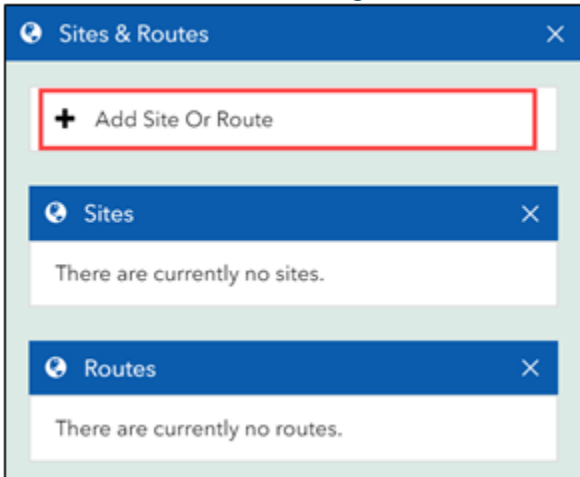 Sites & Routes
Add Site Or Route
Sites
There are currently no sites.
Routes
There are currently no routes.